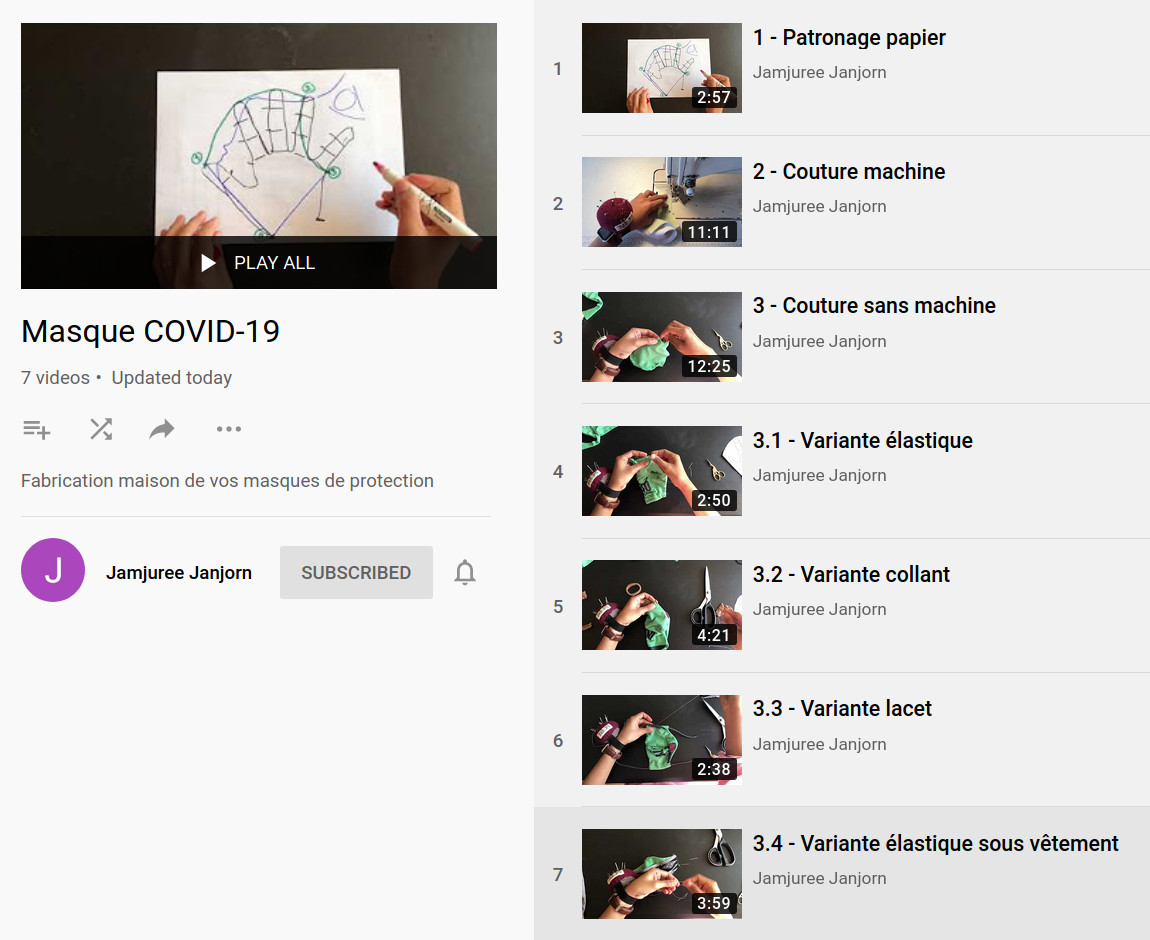 PLAY ALL
Masque COVID-19
7 videos • Updated today
Fabrication maison de vos masques de protection
J
Jamjuree Janjorn
SUBSCRIBED
1
2:57
1 - Patronage papier
Jamjuree Janjorn
2
11:11
2 - Couture machine
Jamjuree Janjorn
3
12:25
3 - Couture sans machine
Jamjuree Janjorn
4
2:50
3.1 - Variante élastique
Jamjuree Janjorn
5
4:21
3.2 - Variante collant
Jamjuree Janjorn
6
2:38
3.3 - Variante lacet
Jamjuree Janjorn
7
3:59
3.4 - Variante élastique sous vêtement
Jamjuree Janjorn